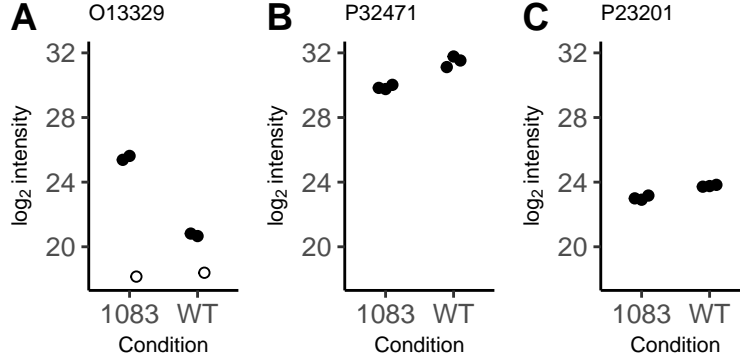 A O13329
32
28
24
20
log2 intensity
1083 WT
Condition
B P32471
32
28
24
20
log2 intensity
1083 WT
Condition
C P23201
32
28
24
20
log2 intensity
1083 WT
Condition